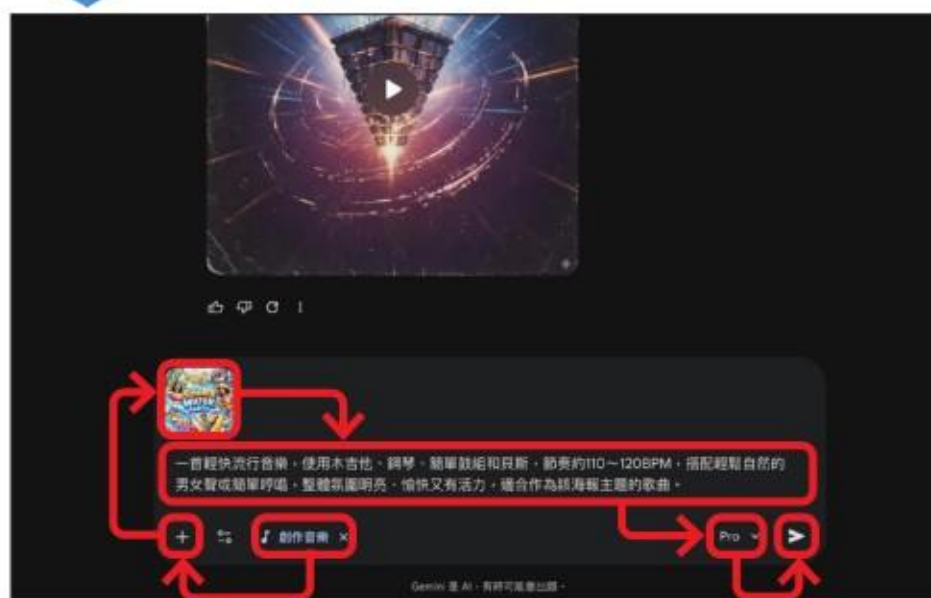 SUMMER
WATER
一首輕快流行音樂，使用木吉他、鋼琴、簡單鼓組和貝斯，節奏約110～120BPM，搭配輕鬆自然的
男女聲或簡單哼唱，整體氛圍明亮、愉快又有活力，適合作為該海報主題的歌曲。
創作音樂
Pro
Gemini 是 AI，有時可能會出錯。